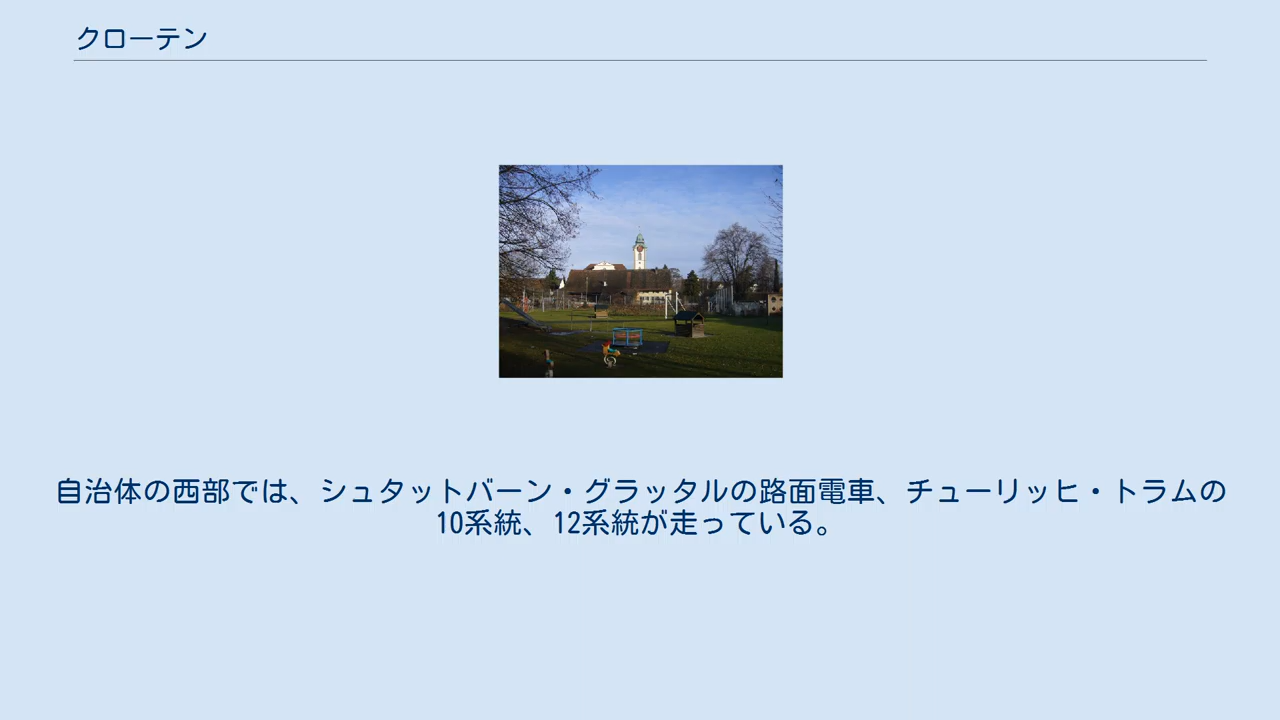 クローテン
自治体の西部では、シュタットバーン・グラッタルの路面電車、チューリッヒ・トラムの
10系統、12系統が走っている。